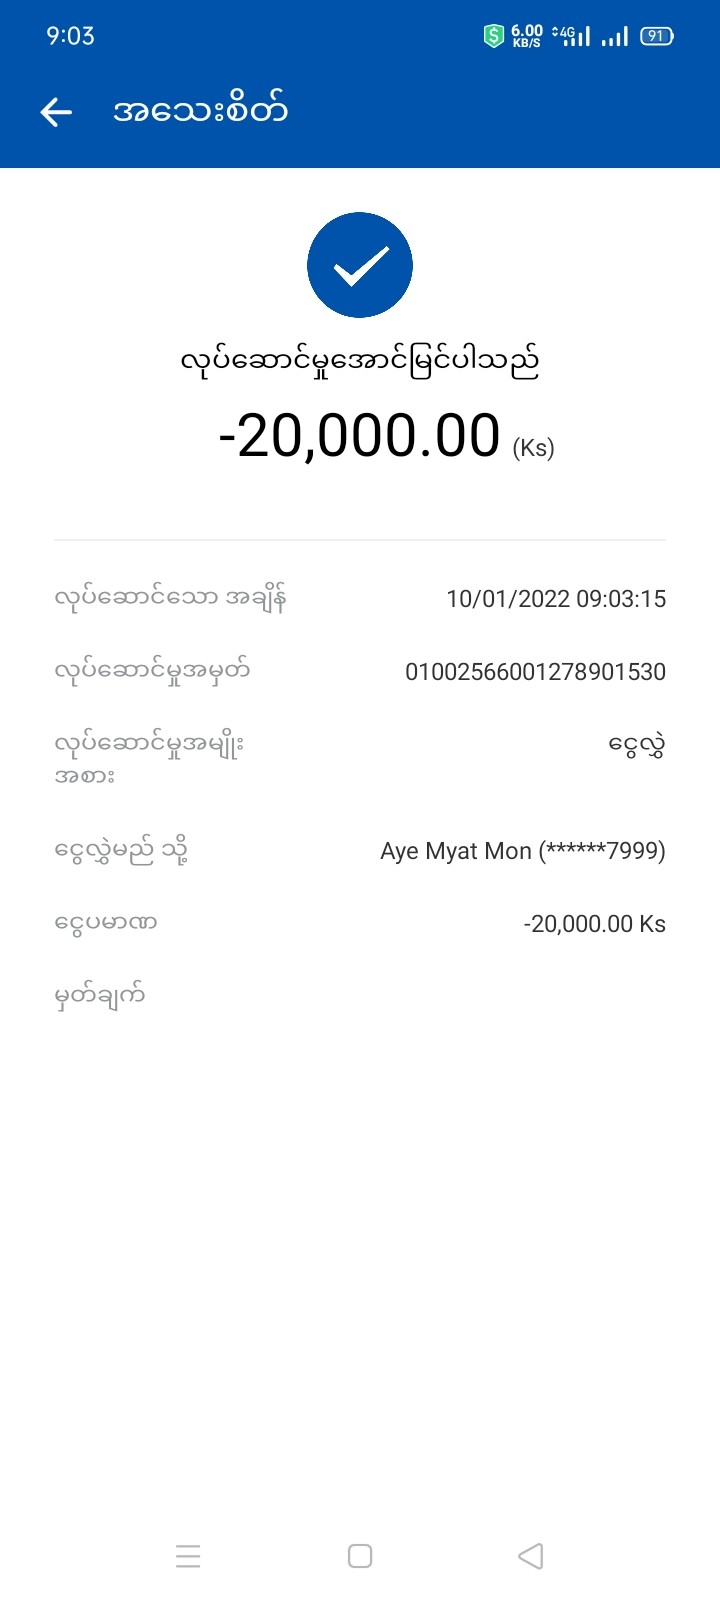 9:03 6.00 KB/S 4G 91
အသေးစိတ်
လုပ်ဆောင်မှုအောင်မြင်ပါသည်
-20,000.00 (Ks)
လုပ်ဆောင်သော အချိန် 10/01/2022 09:03:15
လုပ်ဆောင်မှုအမှတ် 01002566001278901530
လုပ်ဆောင်မှုအမျိုး ငွေလွှဲ
အစား
ငွေလွှဲမည် သို့ Aye Myat Mon (******7999)
ငွေပမာဏ -20,000.00 Ks
မှတ်ချက်